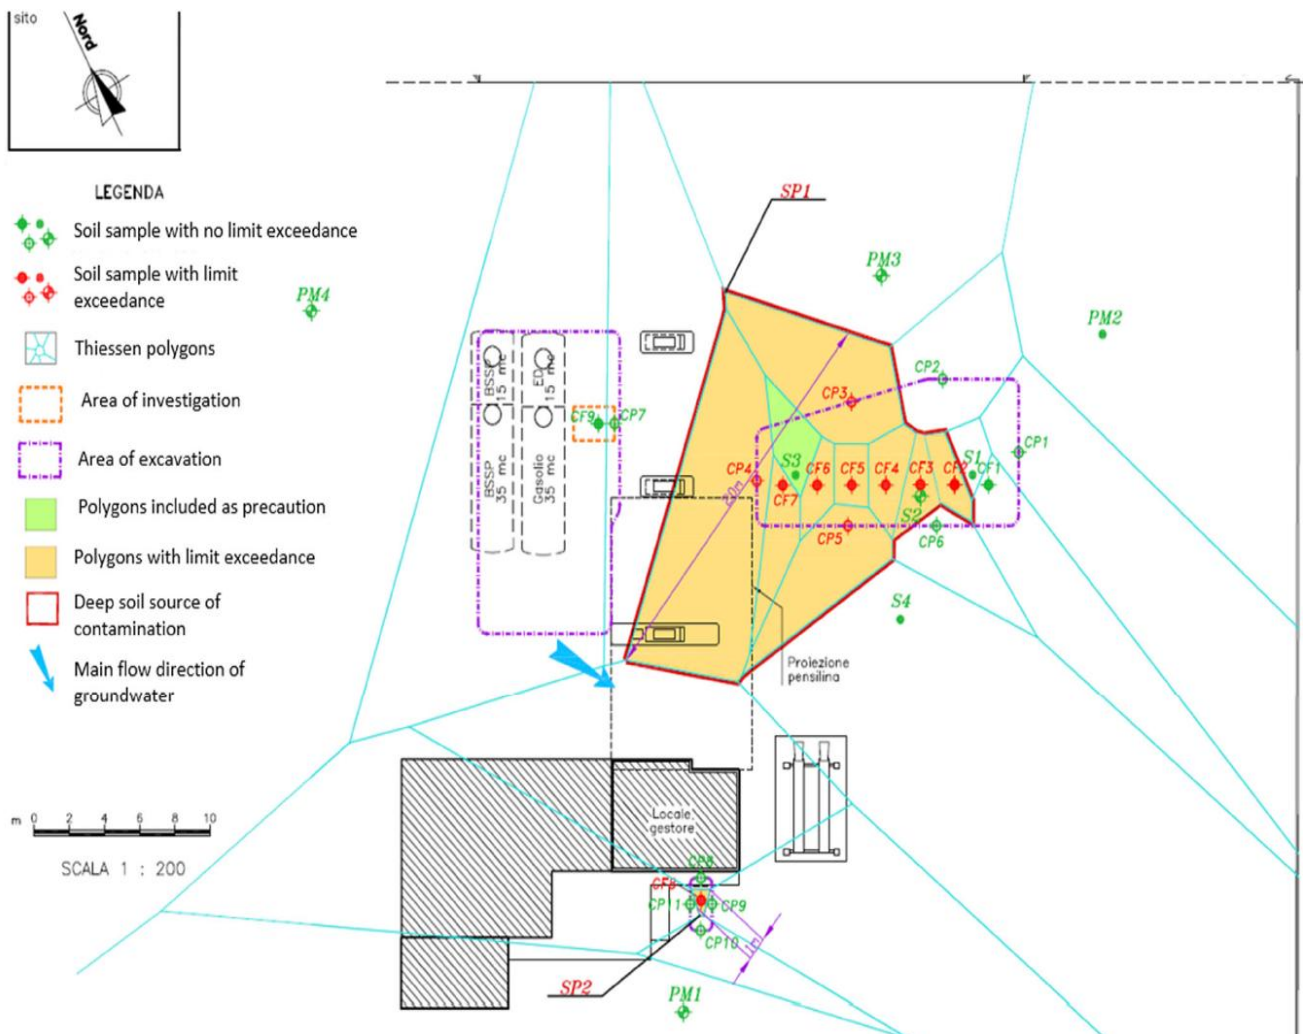 sito
Nord
LEGENDA
Soil sample with no limit exceedance
Soil sample with limit
exceedance
Thiessen polygons
Area of investigation
Area of excavation
Polygons included as precaution
Polygons with limit exceedance
Deep soil source of
contamination
Main flow direction of
groundwater
m 0 2 4 6 8 10
SCALA 1 : 200
SP1
PM3
PM4
PM2
CP2
CP3
BSSP
15 mc
ED
15 mc
CF9 CP7
BSSP
35 mc
Gasolio
35 mc
CP1
CP4 S3 CF6 CF5 CF4 CF3 CF2 S1 CF1
CF7
20m
S2
CP5 CP6
S4
Proiezione
pensilina
Locale
gestore
CP8
CF8
CP11 CP9
CP10
1m
SP2
PM1